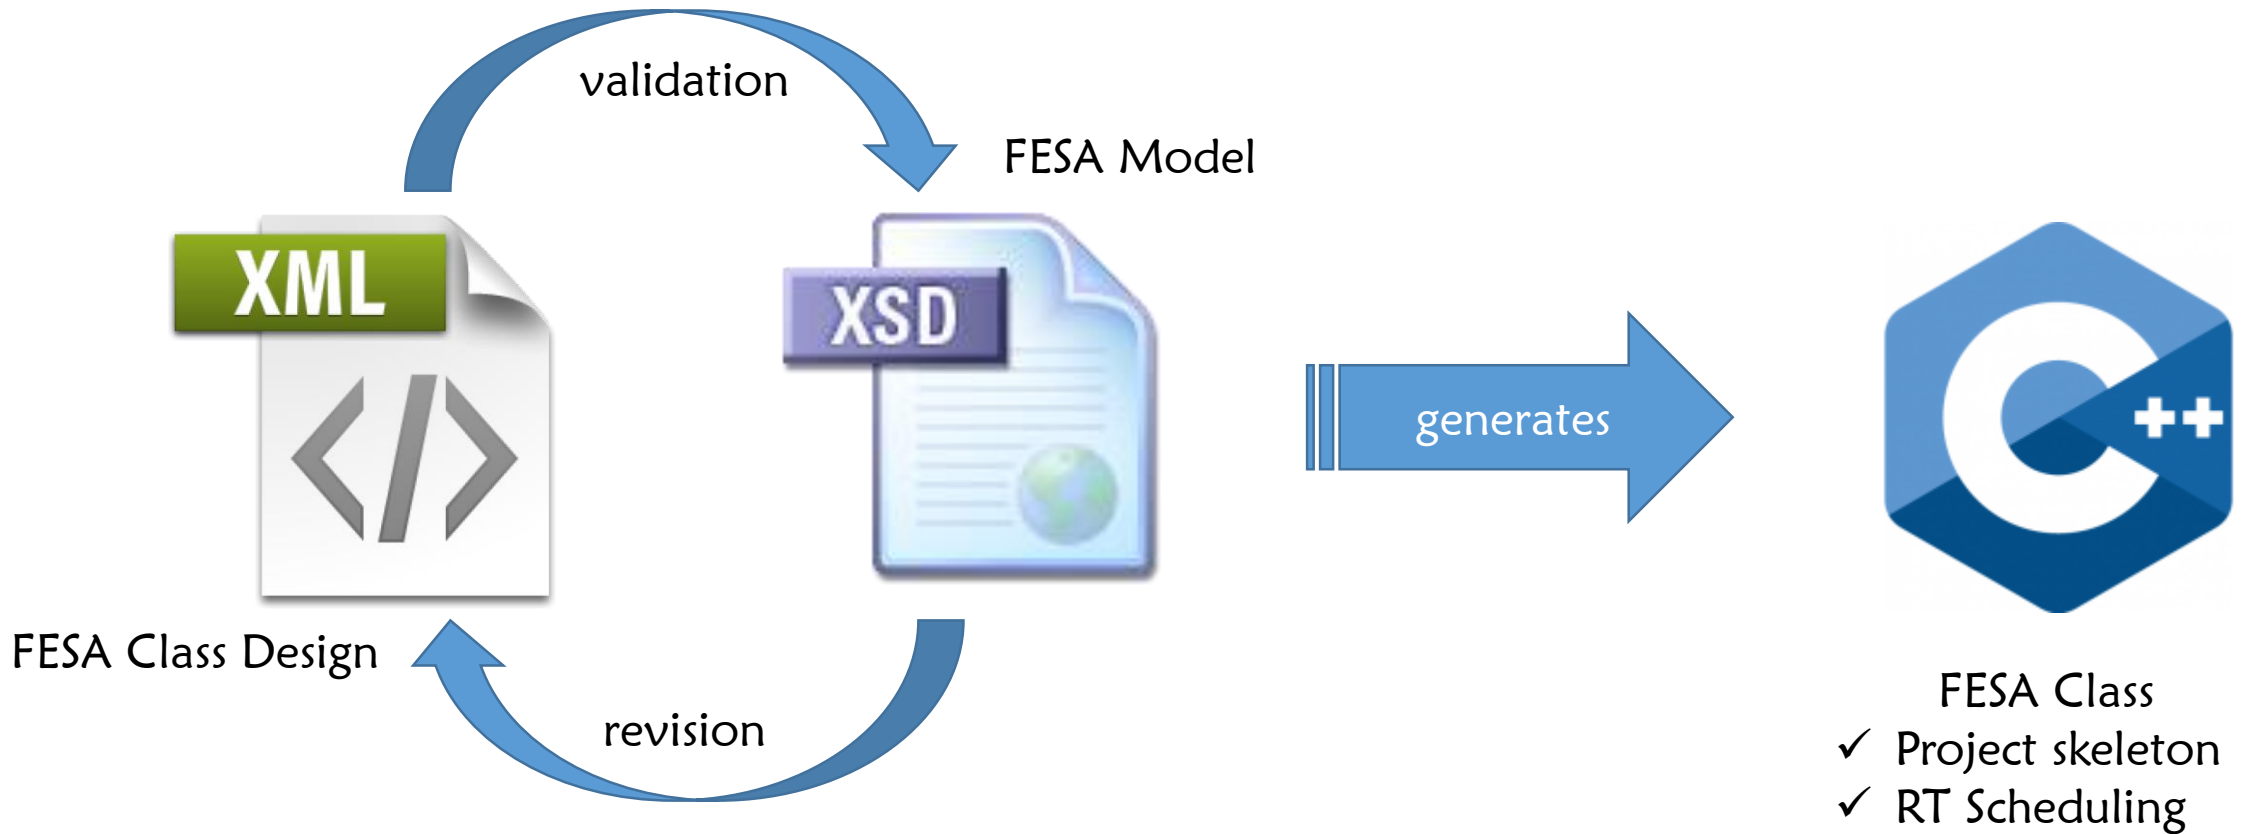 validation
FESA Model
XML
XSD
</>
generates
C++
FESA Class Design
revision
FESA Class
✓ Project skeleton
✓ RT Scheduling